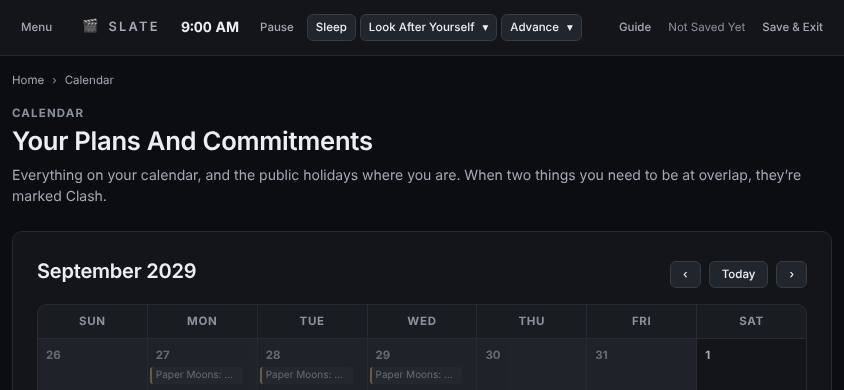 Menu 🎬 SLATE 9:00 AM Pause Sleep Look After Yourself ▾ Advance ▾ Guide Not Saved Yet Save & Exit
Home › Calendar
CALENDAR
Your Plans And Commitments
Everything on your calendar, and the public holidays where you are. When two things you need to be at overlap, they’re
marked Clash.
September 2029 ‹ Today ›
SUN MON TUE WED THU FRI SAT
26 27 28 29 30 31 1
Paper Moons: ... Paper Moons: ... Paper Moons: ...